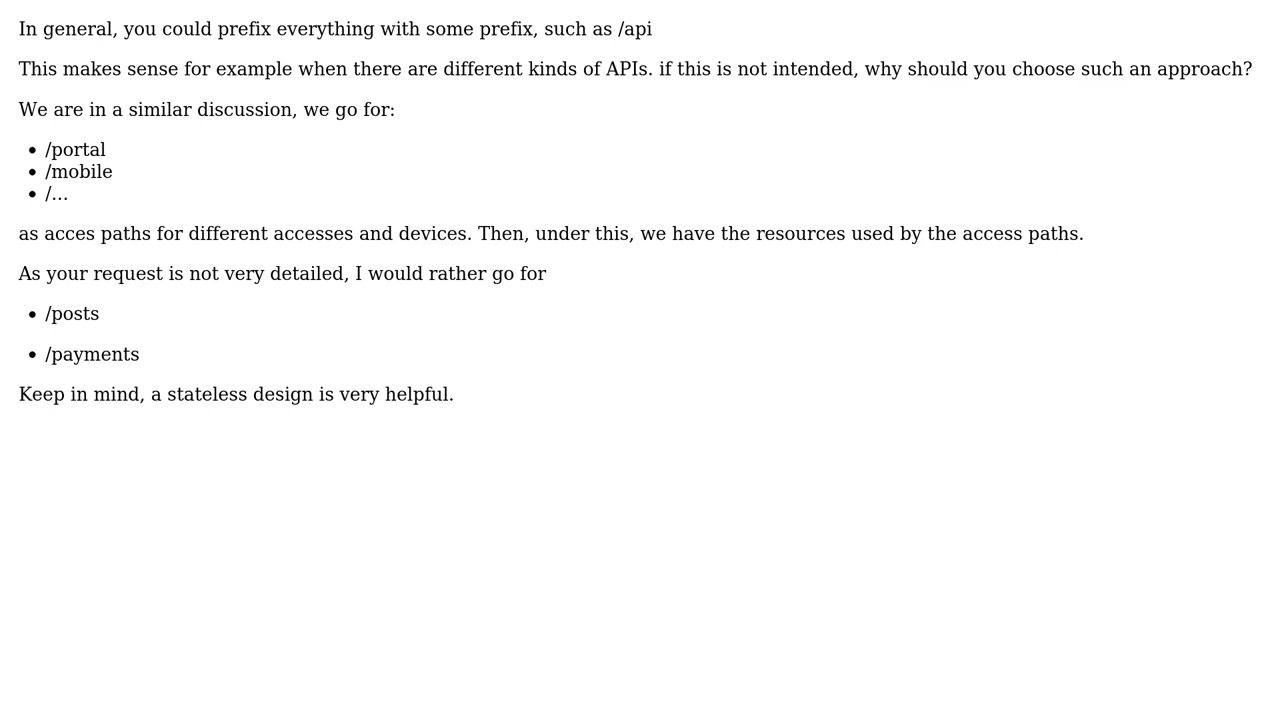 In general, you could prefix everything with some prefix, such as /api
This makes sense for example when there are different kinds of APIs. if this is not intended, why should you choose such an approach?
We are in a similar discussion, we go for:
• /portal
• /mobile
• /...
as acces paths for different accesses and devices. Then, under this, we have the resources used by the access paths.
As your request is not very detailed, I would rather go for
• /posts
• /payments
Keep in mind, a stateless design is very helpful.